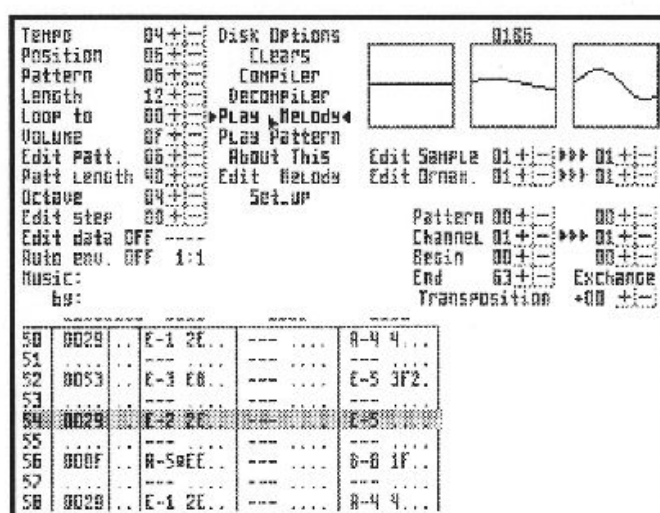 Tempo 04 + -
Position 05 + -
Pattern 06 + -
Length 12 + -
Loop to 00 + -
Volume 0F + -
Edit Patt. 06 + -
Patt Length 40 + -
Octave 04 + -
Edit step 00 + -
Edit data OFF ----
Auto env. OFF 1:1
Music:
by:
Disk Options
Clears
Compiler
Decompiler
Play Melody
Play Pattern
About This
Edit Melody
Set_up
01B5
Edit Sample 01 + - 01 + -
Edit Ornam. 01 + - 01 + -
Pattern 00 + - 00 + -
Channel 01 + - 01 + -
Begin 00 + - 00 + -
End 63 + - Exchange
Transposition +00 + -
50 0029 .. E-1 2E.. --- .... A-4 4...
51 .... .. --- .... --- .... --- ....
52 0053 .. E-3 E8.. --- .... E-5 3F2.
53 .... .. --- .... --- .... --- ....
54 0029 .. E-2 2E.. --- .... E-5
55 .... .. --- .... --- .... --- ....
56 000F .. --- .... 1F..
57 .... .. --- .... --- .... --- ....
58 0029 .. E-1 2E.. --- .... A-4 4...